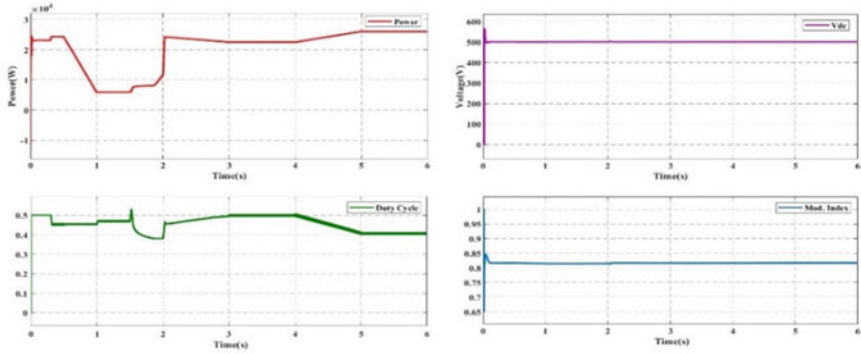 ×10⁴
Power
3
2
1
0
-1
Power(W)
0 1 2 3 4 5 6
Time(s)
Vdc
600
500
400
300
200
100
0
Voltage(V)
0 1 2 3 4 5 6
Time(s)
Duty Cycle
0.5
0.4
0.3
0.2
0.1
0
0 1 2 3 4 5 6
Time(s)
Mod. Index
1
0.95
0.9
0.85
0.8
0.75
0.7
0.65
0 1 2 3 4 5 6
Time(s)